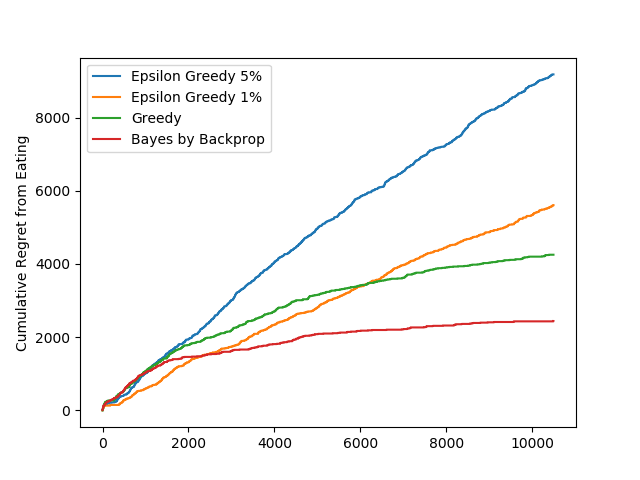 Epsilon Greedy 5%
Epsilon Greedy 1%
Greedy
Bayes by Backprop
Cumulative Regret from Eating
8000
6000
4000
2000
0
0 2000 4000 6000 8000 10000